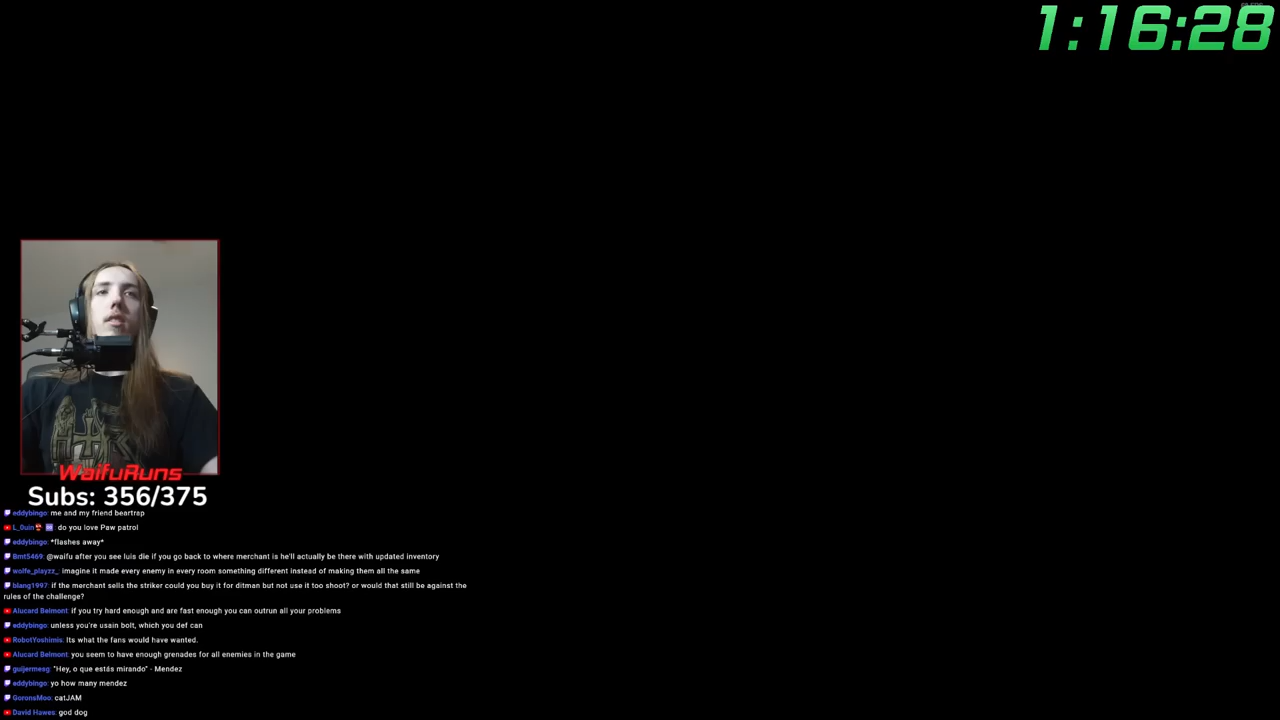 1:16:28
WaifuRuns
Subs: 356/375
eddybingo: me and my friend beartrap
L_0uin: do you love Paw patrol
eddybingo: *flashes away*
Bmt5469: @waifu after you see luis die if you go back to where merchant is he'll actually be there with updated inventory
wolfe_playzz_: imagine it made every enemy in every room something different instead of making them all the same
blang1997: if the merchant sells the striker could you buy it for ditman but not use it too shoot? or would that still be against the
rules of the challenge?
Alucard Belmont: if you try hard enough and are fast enough you can outrun all your problems
eddybingo: unless you're usain bolt, which you def can
RobotYoshimis: Its what the fans would have wanted.
Alucard Belmont: you seem to have enough grenades for all enemies in the game
guijermesg: "Hey, o que estás mirando" - Mendez
eddybingo: yo how many mendez
GoronsMoo: catJAM
David Hawes: god dog